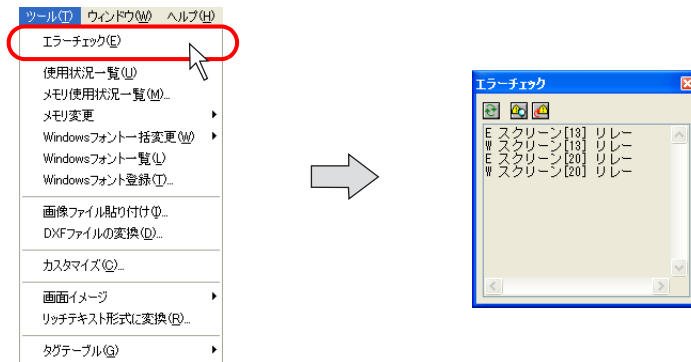 ツール(T) ウィンドウ(W) ヘルプ(H)
エラーチェック(E)
使用状況一覧(U)
メモリ使用状況一覧(M)...
メモリ変更
Windowsフォント一括変更(W)
Windowsフォント一覧(L)
Windowsフォント登録(T)...
画像ファイル貼り付け(I)...
DXFファイルの変換(D)...
カスタマイズ(C)...
画面イメージ
リッチテキスト形式に変換(R)...
タグテーブル(G)
エラーチェック
E スクリーン[13] リレー
W スクリーン[13] リレー
E スクリーン[20] リレー
W スクリーン[20] リレー